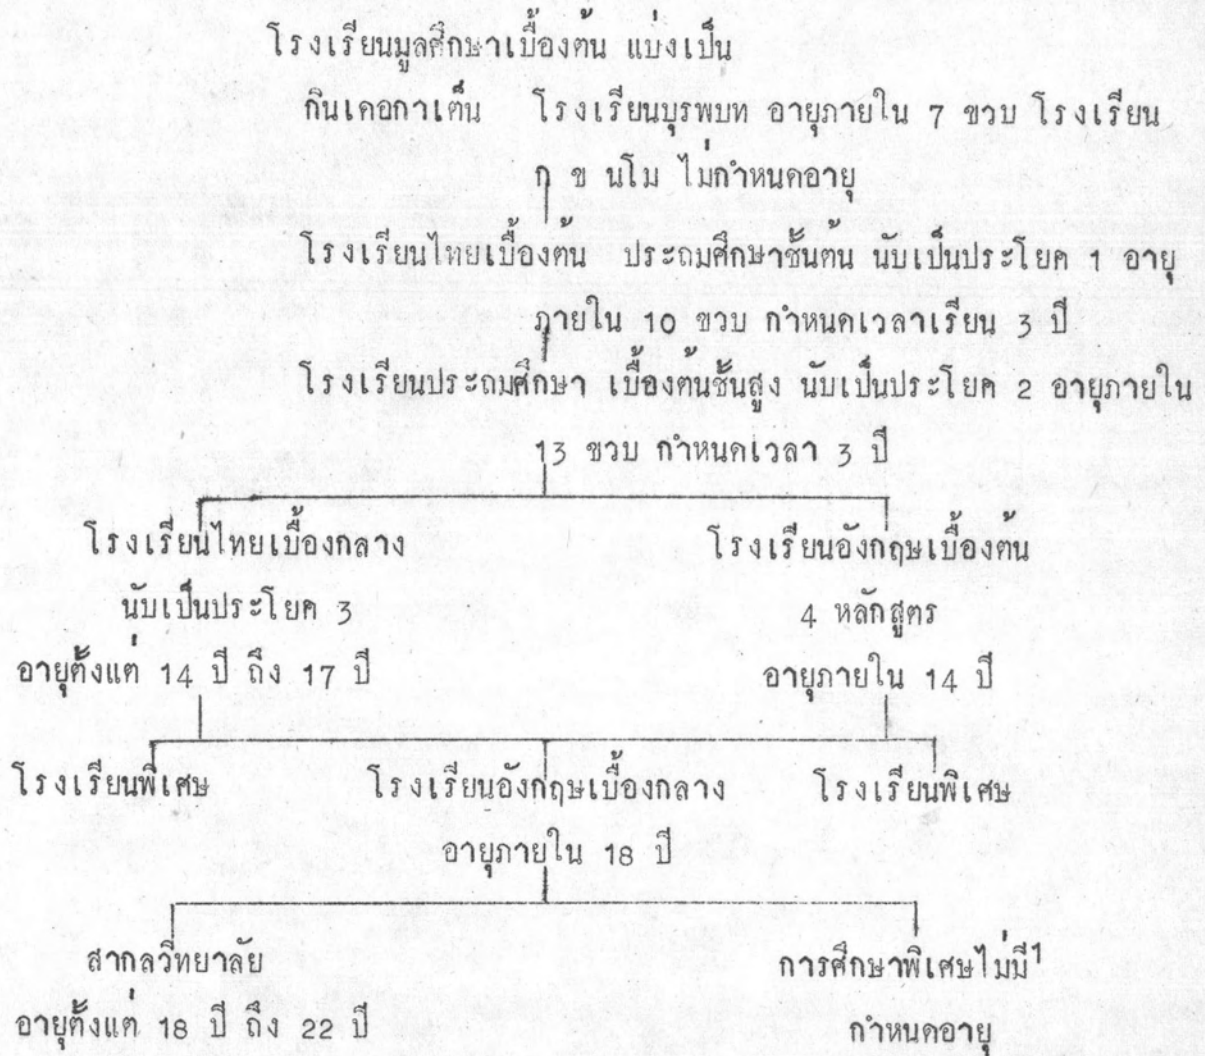 โรงเรียนมูลศึกษาเบื้องต้น แบ่งเป็น
กินเดอกาเต็น โรงเรียนบุรพบท อายุภายใน 7 ขวบ โรงเรียน
ก ข นโม ไม่กำหนดอายุ
โรงเรียนไทยเบื้องต้น ประถมศึกษาชั้นต้น นับเป็นประโยค 1 อายุ
ภายใน 10 ขวบ กำหนดเวลาเรียน 3 ปี
โรงเรียนประถมศึกษา เบื้องต้นชั้นสูง นับเป็นประโยค 2 อายุภายใน
13 ขวบ กำหนดเวลา 3 ปี
โรงเรียนไทยเบื้องกลาง โรงเรียนอังกฤษเบื้องต้น
นับเป็นประโยค 3 4 หลักสูตร
อายุตั้งแต่ 14 ปี ถึง 17 ปี อายุภายใน 14 ปี
โรงเรียนพิเศษ โรงเรียนอังกฤษเบื้องกลาง โรงเรียนพิเศษ
อายุภายใน 18 ปี
สากลวิทยาลัย การศึกษาพิเศษไม่มี1
อายุตั้งแต่ 18 ปี ถึง 22 ปี กำหนดอายุ